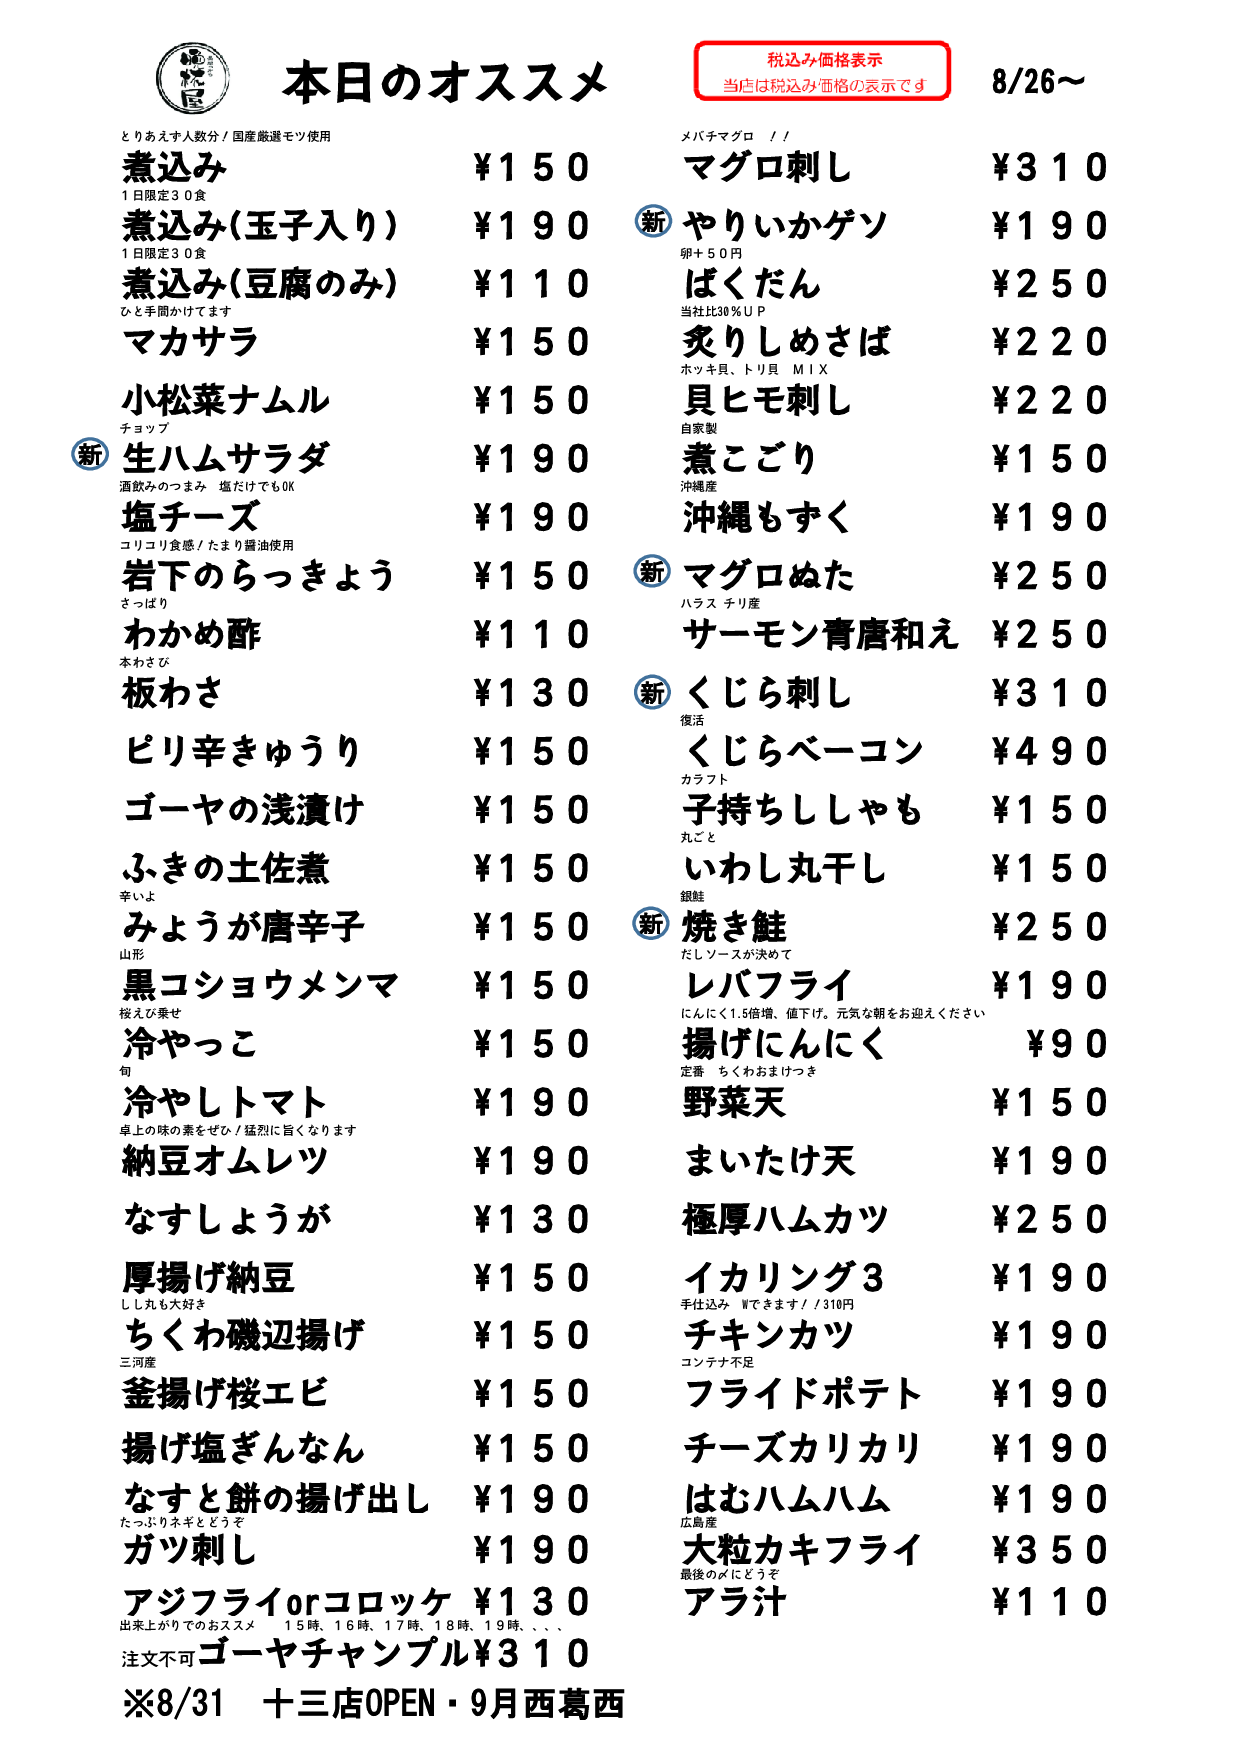 本日のオススメ
税込み価格表示
当店は税込み価格の表示です
8/26～
とりあえず人数分！国産厳選モツ使用
煮込み ¥150
1日限定30食
煮込み(玉子入り) ¥190
1日限定30食
煮込み(豆腐のみ) ¥110
ひと手間かけてます
マカサラ ¥150
小松菜ナムル ¥150
チョップ
新 生ハムサラダ ¥190
酒飲みのつまみ　塩だけでもOK
塩チーズ ¥190
コリコリ食感！たまり醤油使用
岩下のらっきょう ¥150
さっぱり
わかめ酢 ¥110
本わさび
板わさ ¥130
ピリ辛きゅうり ¥150
ゴーヤの浅漬け ¥150
ふきの土佐煮 ¥150
辛いよ
みょうが唐辛子 ¥150
山形
黒コショウメンマ ¥150
桜えび乗せ
冷やっこ ¥150
旬
冷やしトマト ¥190
卓上の味の素をぜひ！猛烈に旨くなります
納豆オムレツ ¥190
なすしょうが ¥130
厚揚げ納豆 ¥150
しし丸も大好き
ちくわ磯辺揚げ ¥150
三河産
釜揚げ桜エビ ¥150
揚げ塩ぎんなん ¥150
なすと餅の揚げ出し ¥190
たっぷりネギとどうぞ
ガツ刺し ¥190
アジフライorコロッケ ¥130
出来上がりでのおススメ　15時、16時、17時、18時、19時、、、、
注文不可ゴーヤチャンプル¥310
※8/31　十三店OPEN・9月西葛西
メバチマグロ　！！
マグロ刺し ¥310
新 やりいかゲソ ¥190
卵＋50円
ばくだん ¥250
当社比30％ＵＰ
炙りしめさば ¥220
ホッキ貝、トリ貝　ＭＩＸ
貝ヒモ刺し ¥220
自家製
煮こごり ¥150
沖縄産
沖縄もずく ¥190
新 マグロぬた ¥250
ハラス チリ産
サーモン青唐和え ¥250
新 くじら刺し ¥310
復活
くじらベーコン ¥490
カラフト
子持ちししゃも ¥150
丸ごと
いわし丸干し ¥150
銀鮭
新 焼き鮭 ¥250
だしソースが決めて
レバフライ ¥190
にんにく1.5倍増、値下げ。元気な朝をお迎えください
揚げにんにく ¥90
定番　ちくわおまけつき
野菜天 ¥150
まいたけ天 ¥190
極厚ハムカツ ¥250
イカリング3 ¥190
手仕込み　Wできます！！310円
チキンカツ ¥190
コンテナ不足
フライドポテト ¥190
チーズカリカリ ¥190
はむハムハム ¥190
広島産
大粒カキフライ ¥350
最後の〆にどうぞ
アラ汁 ¥110